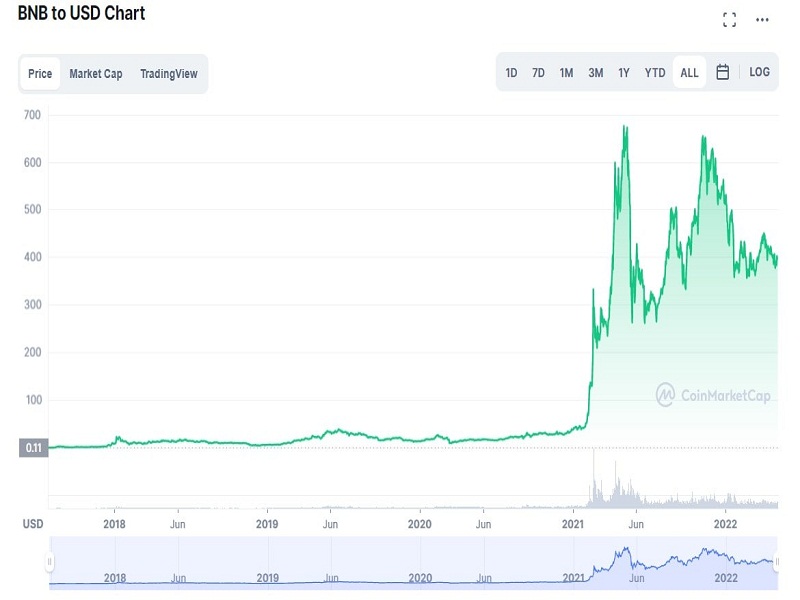 BNB to USD Chart
Price Market Cap TradingView 1D 7D 1M 3M 1Y YTD ALL LOG
700
600
500
400
300
200
100
0.11
CoinMarketCap
USD 2018 Jun 2019 Jun 2020 Jun 2021 Jun 2022
2018 Jun 2019 Jun 2020 Jun 2021 Jun 2022